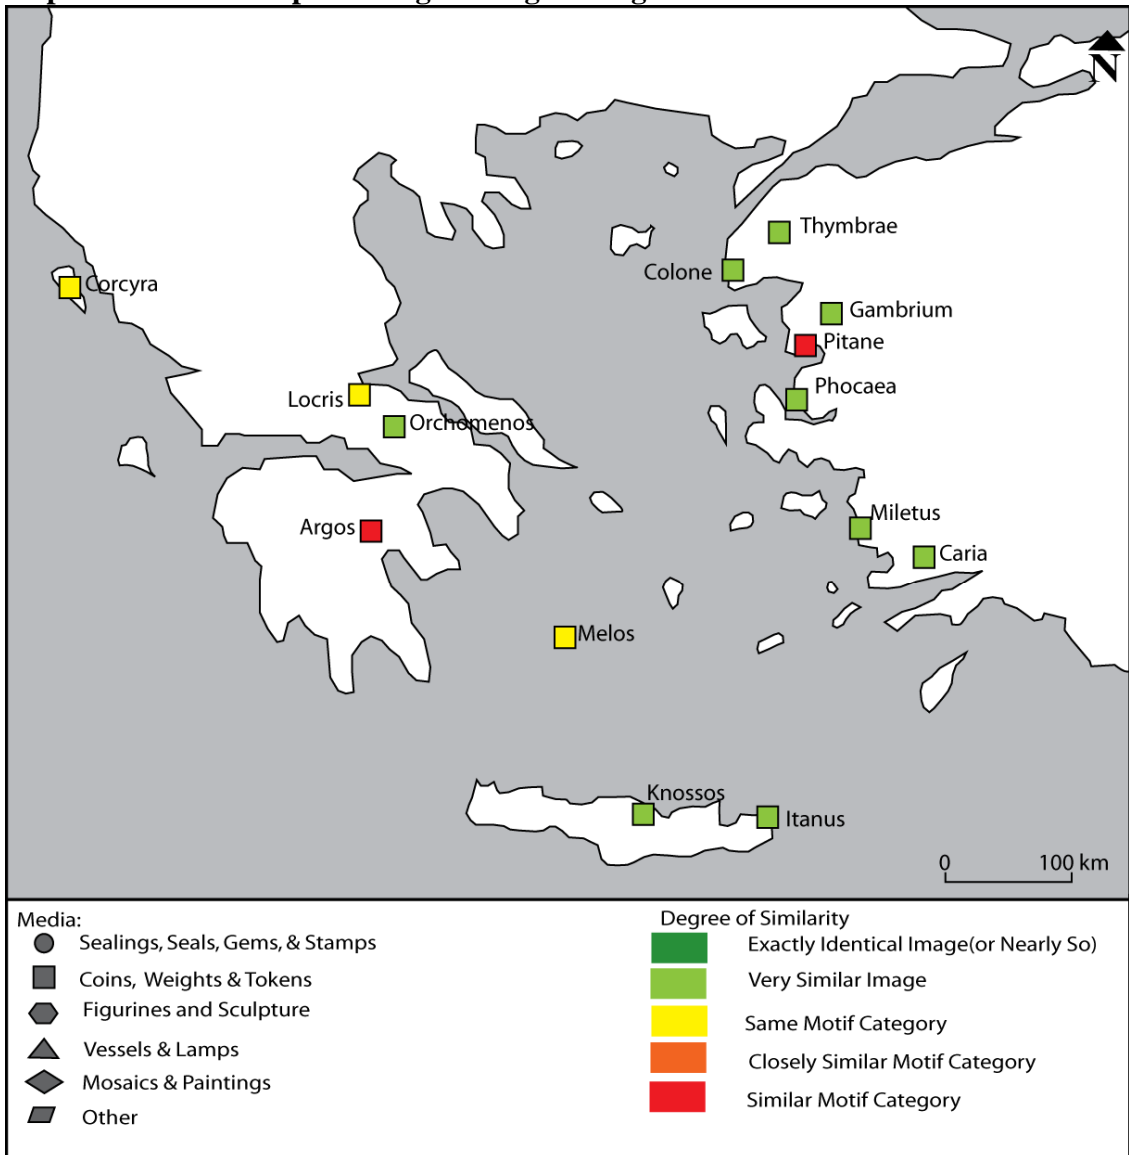 N
Thymbrae
Colone
Corcyra
Gambrium
Pitane
Phocaea
Locris
Orchomenos
Miletus
Argos
Caria
Melos
Knossos
Itanus
0 100 km
Media:
Sealings, Seals, Gems, & Stamps
Coins, Weights & Tokens
Figurines and Sculpture
Vessels & Lamps
Mosaics & Paintings
Other
Degree of Similarity
Exactly Identical Image(or Nearly So)
Very Similar Image
Same Motif Category
Closely Similar Motif Category
Similar Motif Category